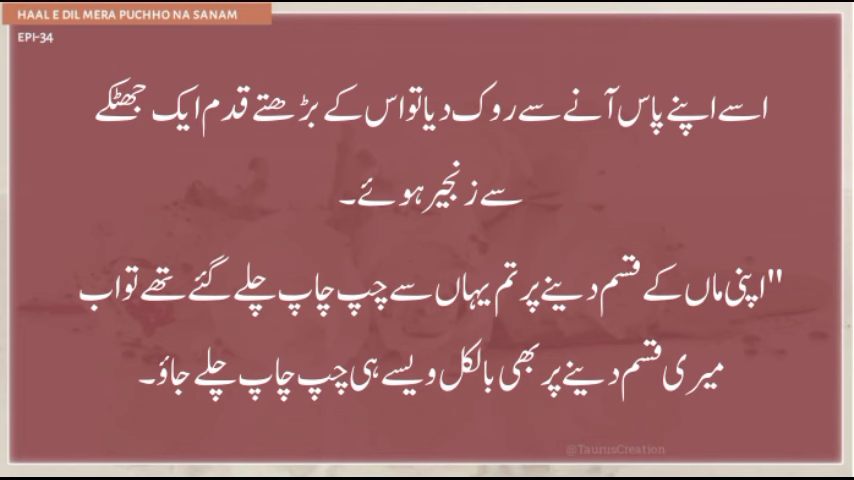 HAAL E DIL MERA PUCHHO NA SANAM
EPI-34
اسے اپنے پاس آنے سے روک دیا تو اس کے بڑھتے قدم ایک جھٹکے
سے زنجیر ہوئے۔
"اپنی ماں کے قسم دینے پر تم یہاں سے چپ چاپ چلے گئے تھے تو اب
میری قسم دینے پر بھی بالکل ویسے ہی چپ چاپ چلے جاؤ۔
@TaurusCreation